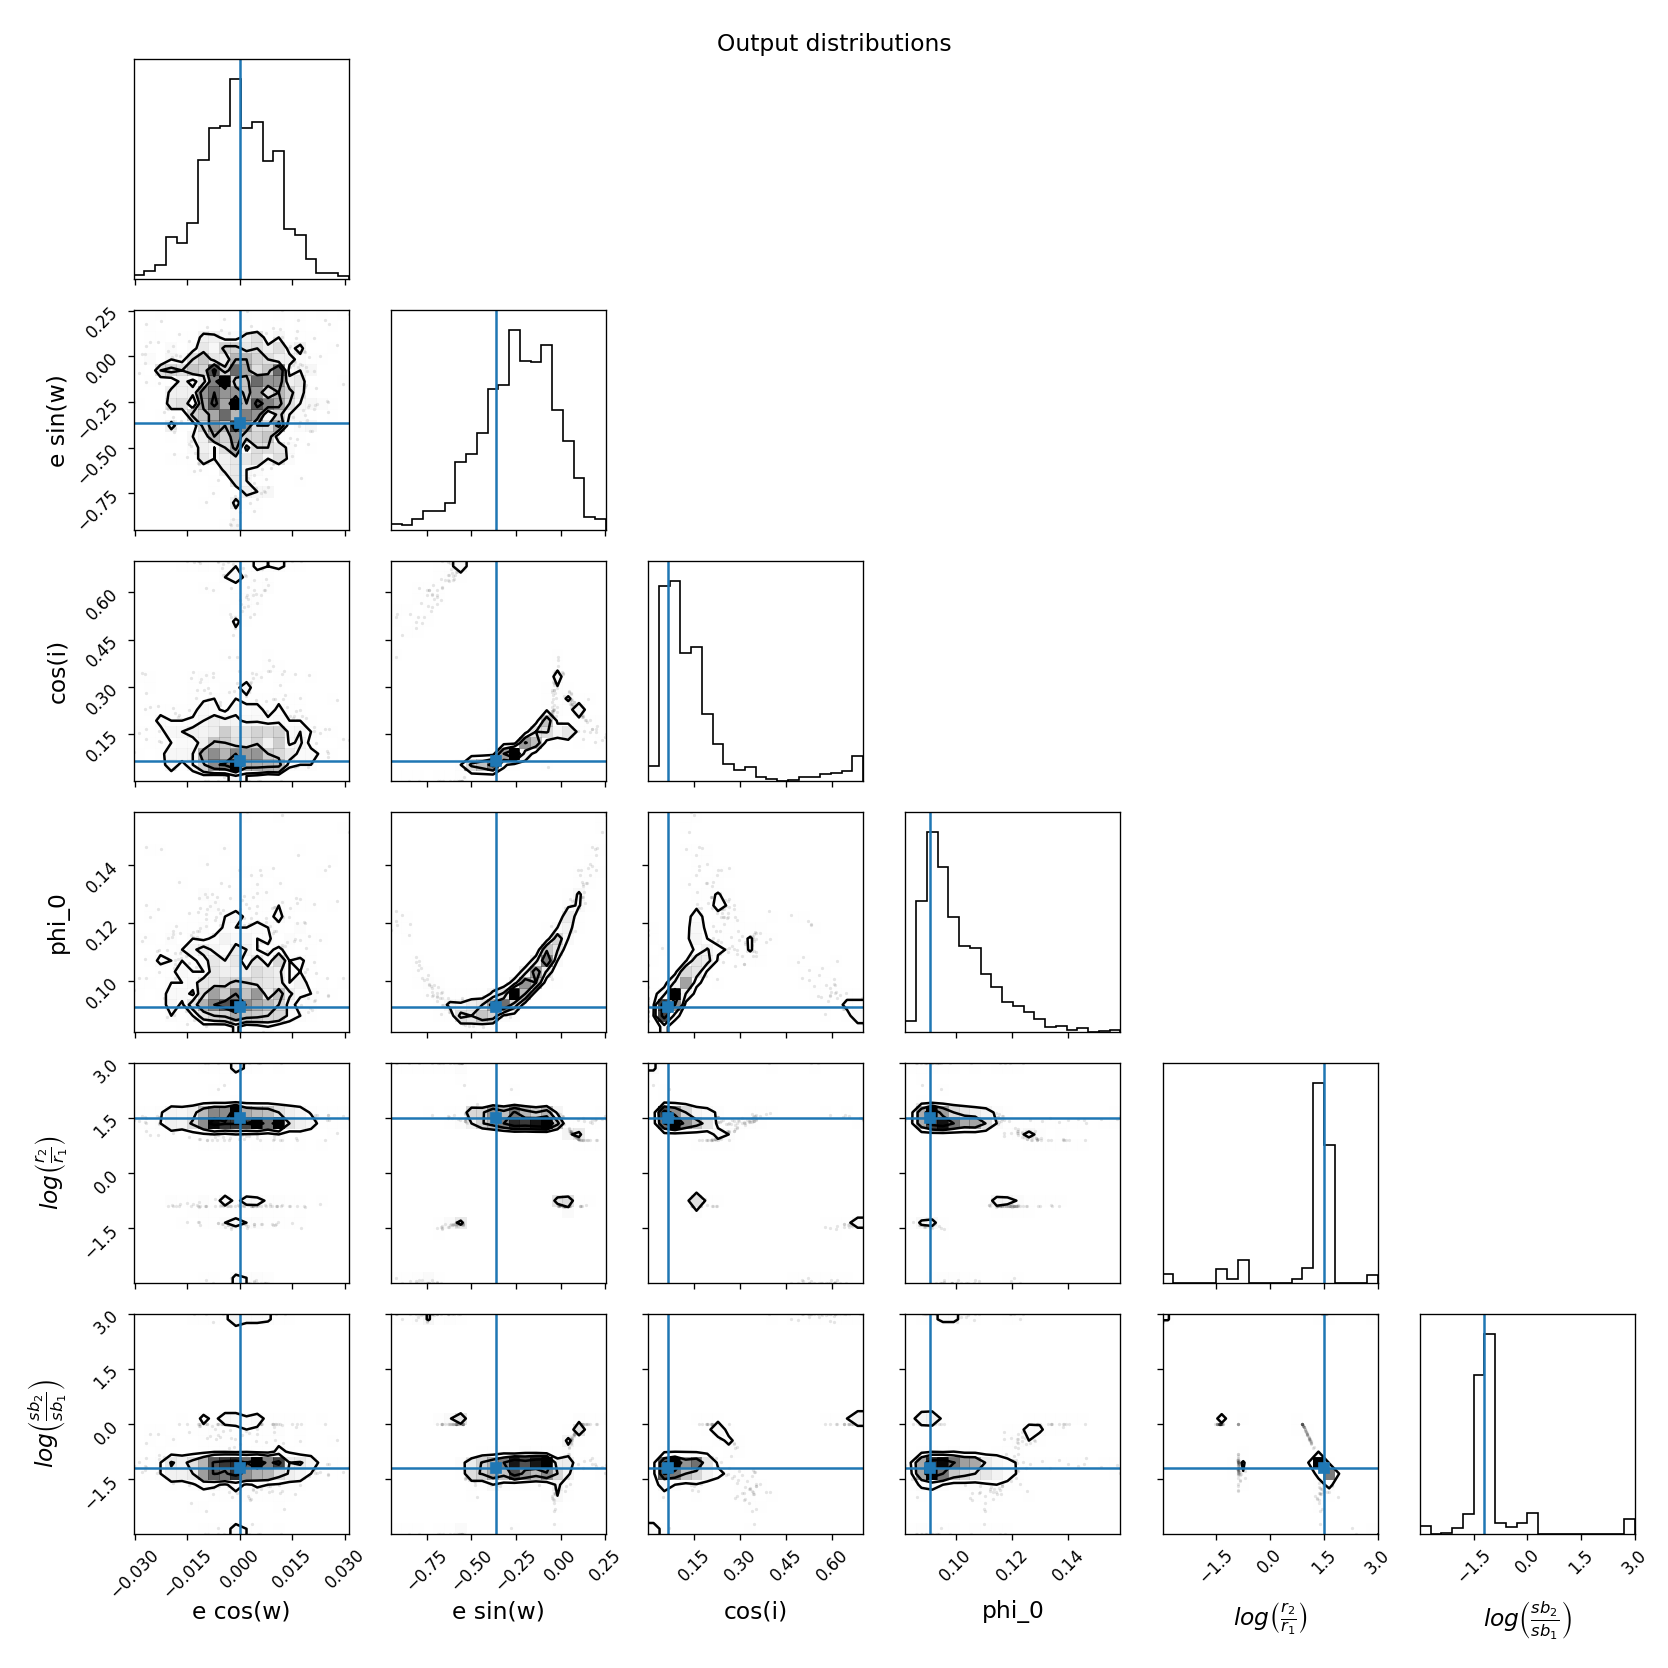 Output distributions
0.25
0.00
−0.25
−0.50
−0.75
e sin(w)
0.60
0.45
0.30
0.15
cos(i)
0.14
0.12
0.10
phi_0
3.0
1.5
0.0
−1.5
log(r₂/r₁)
3.0
1.5
0.0
−1.5
log(sb₂/sb₁)
−0.030 −0.015 0.000 0.015 0.030 −0.75 −0.50 −0.25 0.00 0.25 0.15 0.30 0.45 0.60 0.10 0.12 0.14 −1.5 0.0 1.5 3.0 −1.5 0.0 1.5 3.0
e cos(w) e sin(w) cos(i) phi_0 log(r₂/r₁) log(sb₂/sb₁)